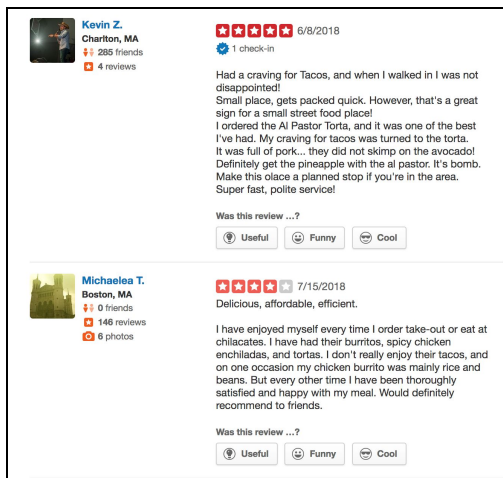 Kevin Z.
Charlton, MA
285 friends
4 reviews
6/8/2018
1 check-in
Had a craving for Tacos, and when I walked in I was not
disappointed!
Small place, gets packed quick. However, that's a great
sign for a small street food place!
I ordered the Al Pastor Torta, and it was one of the best
I've had. My craving for tacos was turned to the torta.
It was full of pork... they did not skimp on the avocado!
Definitely get the pineapple with the al pastor. It's bomb.
Make this olace a planned stop if you're in the area.
Super fast, polite service!
Was this review ...?
Useful Funny Cool
Michaelea T.
Boston, MA
0 friends
146 reviews
6 photos
7/15/2018
Delicious, affordable, efficient.
I have enjoyed myself every time I order take-out or eat at
chilacates. I have had their burritos, spicy chicken
enchiladas, and tortas. I don't really enjoy their tacos, and
on one occasion my chicken burrito was mainly rice and
beans. But every other time I have been thoroughly
satisfied and happy with my meal. Would definitely
recommend to friends.
Was this review ...?
Useful Funny Cool